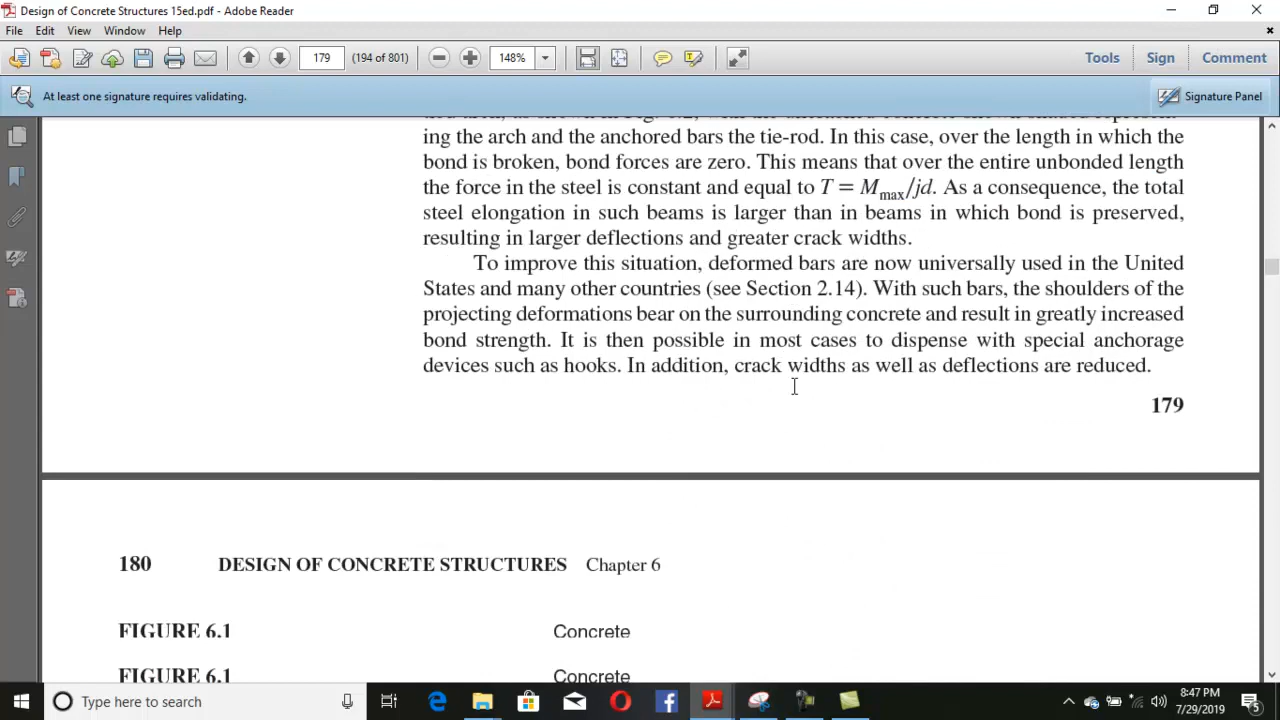 Design of Concrete Structures 15ed.pdf - Adobe Reader
File Edit View Window Help
179 (194 of 801) 148% Tools Sign Comment
At least one signature requires validating. Signature Panel
ing the arch and the anchored bars the tie-rod. In this case, over the length in which the
bond is broken, bond forces are zero. This means that over the entire unbonded length
the force in the steel is constant and equal to T = Mmax/jd. As a consequence, the total
steel elongation in such beams is larger than in beams in which bond is preserved,
resulting in larger deflections and greater crack widths.
To improve this situation, deformed bars are now universally used in the United
States and many other countries (see Section 2.14). With such bars, the shoulders of the
projecting deformations bear on the surrounding concrete and result in greatly increased
bond strength. It is then possible in most cases to dispense with special anchorage
devices such as hooks. In addition, crack widths as well as deflections are reduced.
179
180 DESIGN OF CONCRETE STRUCTURES Chapter 6
FIGURE 6.1 Concrete
FIGURE 6.1 Concrete
Type here to search
8:47 PM
7/29/2019
5